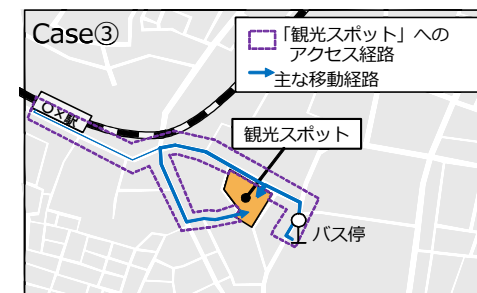 Case③
「観光スポット」への
アクセス経路
主な移動経路
○×駅
観光スポット
バス停